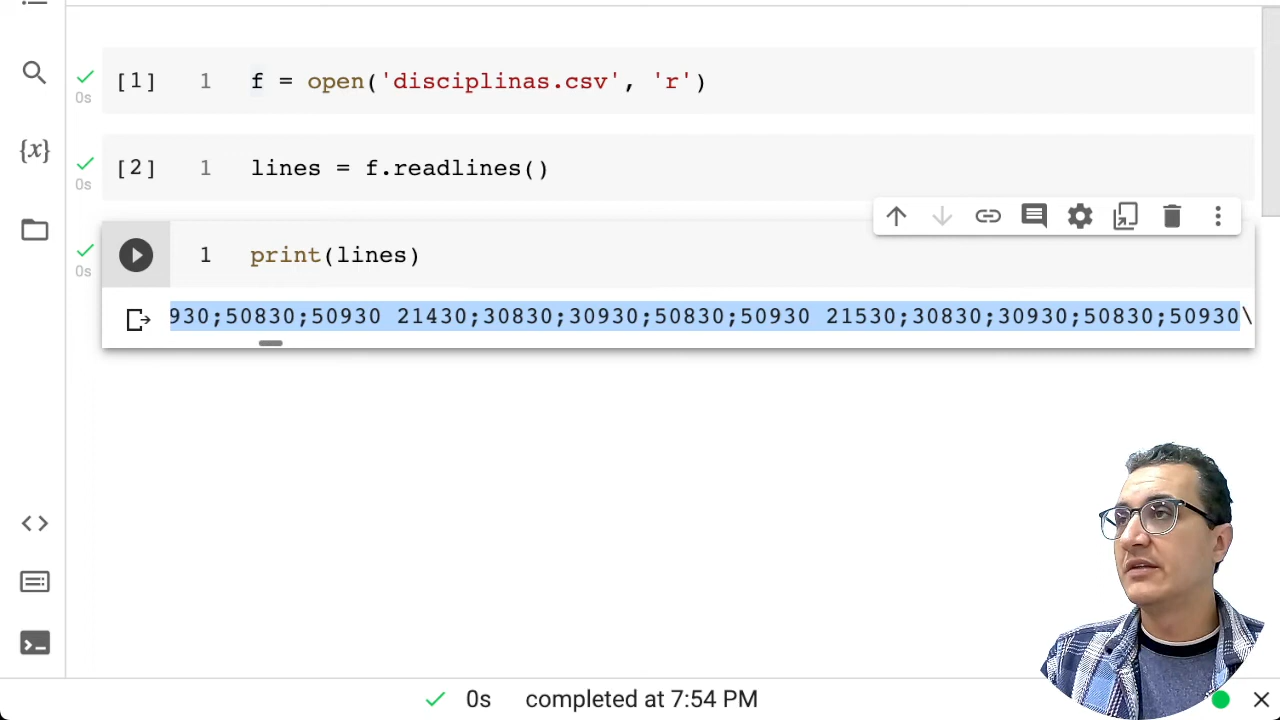 [1] 1 f = open('disciplinas.csv', 'r')
0s
[2] 1 lines = f.readlines()
0s
{x}
1 print(lines)
0s
930;50830;50930 21430;30830;30930;50830;50930 21530;30830;30930;50830;50930\
0s completed at 7:54 PM